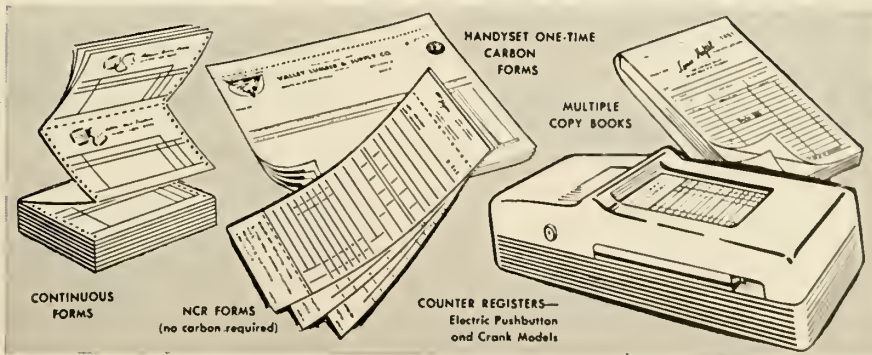 HANDYSET ONE-TIME
CARBON
FORMS
VALLEY LUMBER & SUPPLY CO.
MULTIPLE
COPY BOOKS
CONTINUOUS
FORMS
NCR FORMS
(no carbon required)
COUNTER REGISTERS—
Electric Pushbutton
and Crank Models